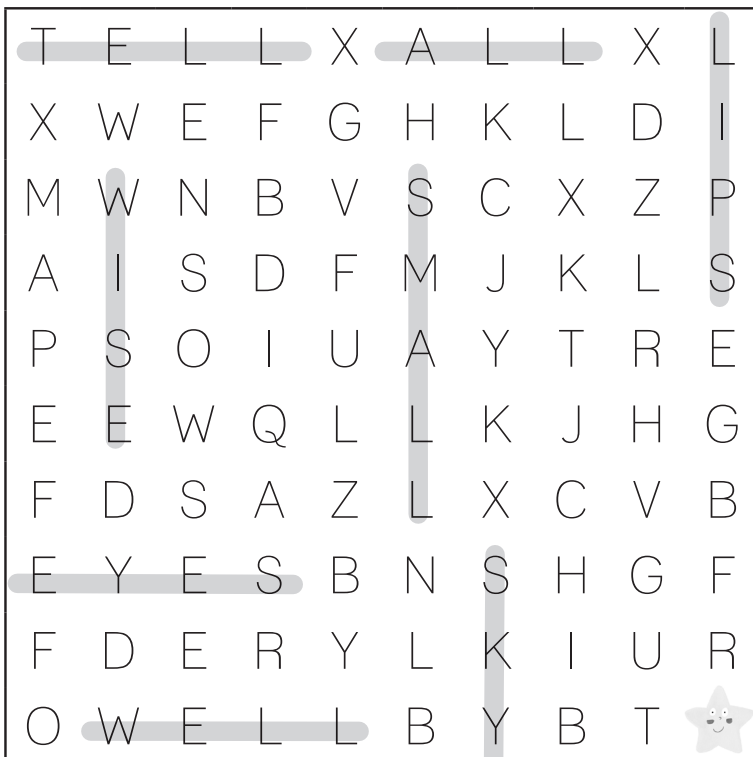 T E L L X A L L X L
X W E F G H K L D I
M W N B V S C X Z P
A I S D F M J K L S
P S O I U A Y T R E
E E W Q L L K J H G
F D S A Z L X C V B
E Y E S B N S H G F
F D E R Y L K I U R
O W E L L B Y B T